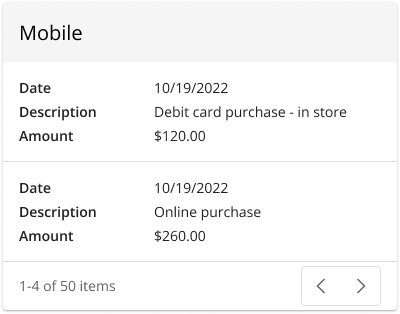 Mobile
Date 10/19/2022
Description Debit card purchase - in store
Amount $120.00
Date 10/19/2022
Description Online purchase
Amount $260.00
1-4 of 50 items